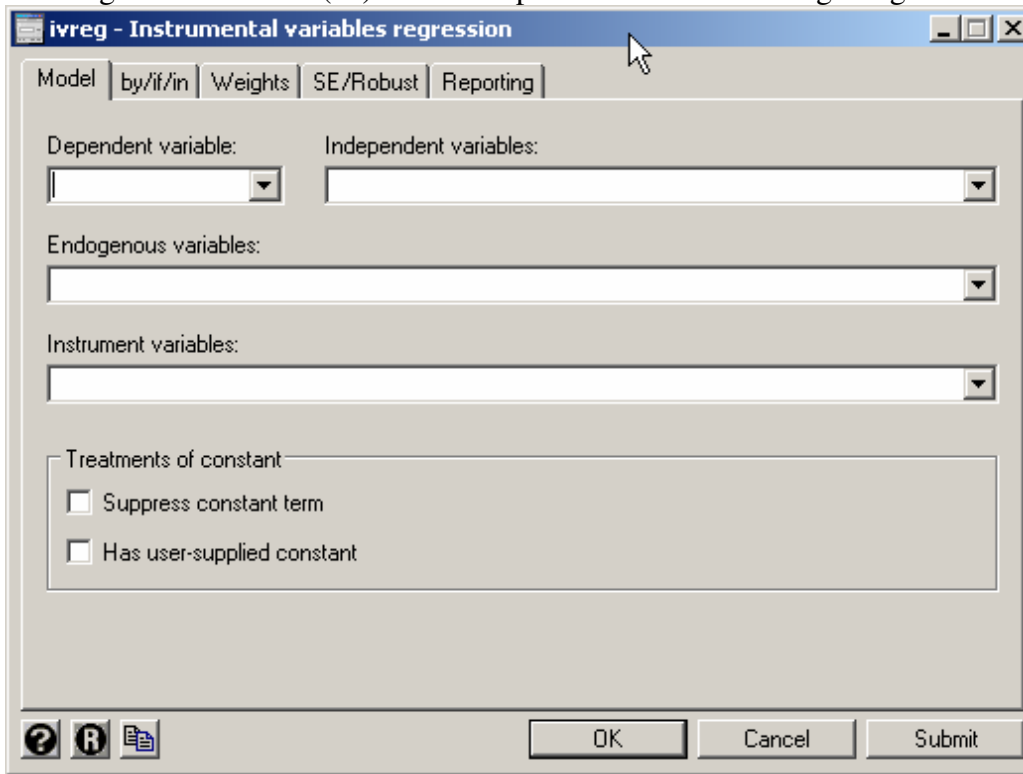 ivreg - Instrumental variables regression
Model by/if/in Weights SE/Robust Reporting
Dependent variable: Independent variables:
Endogenous variables:
Instrument variables:
Treatments of constant
Suppress constant term
Has user-supplied constant
? R OK Cancel Submit